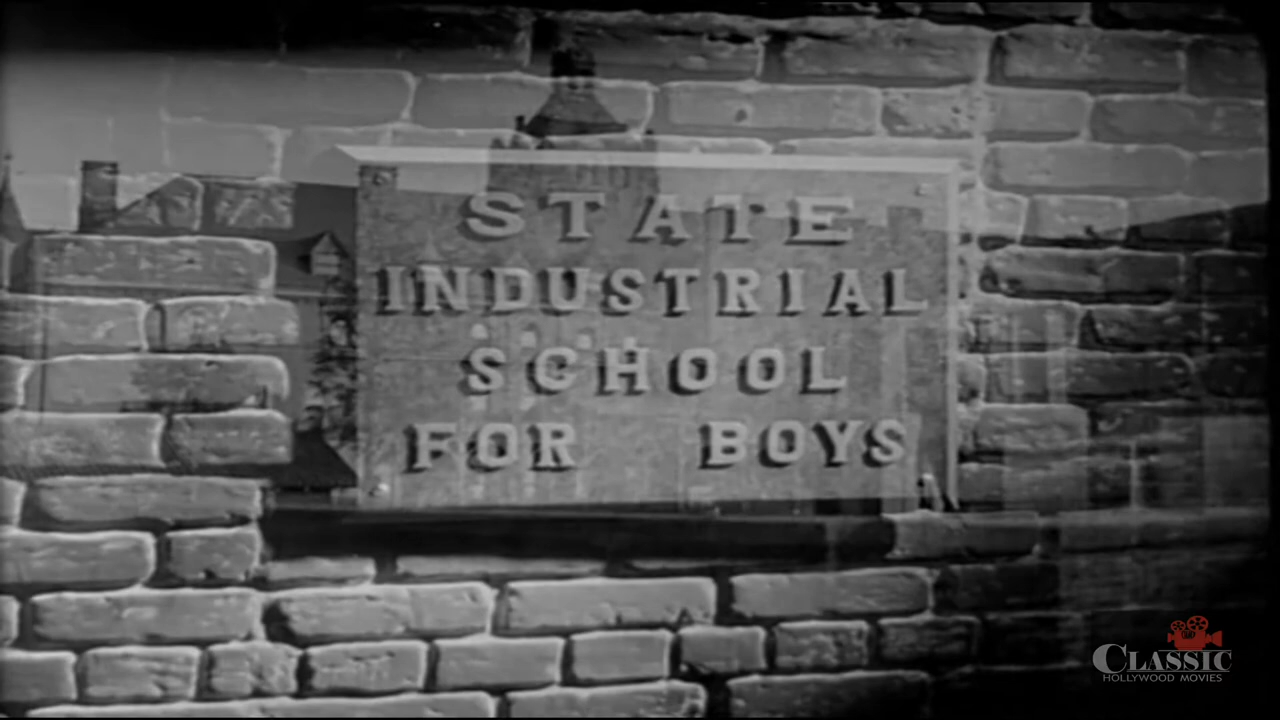 STATE
INDUSTRIAL
SCHOOL
FOR BOYS
CLASSIC
HOLLYWOOD MOVIES